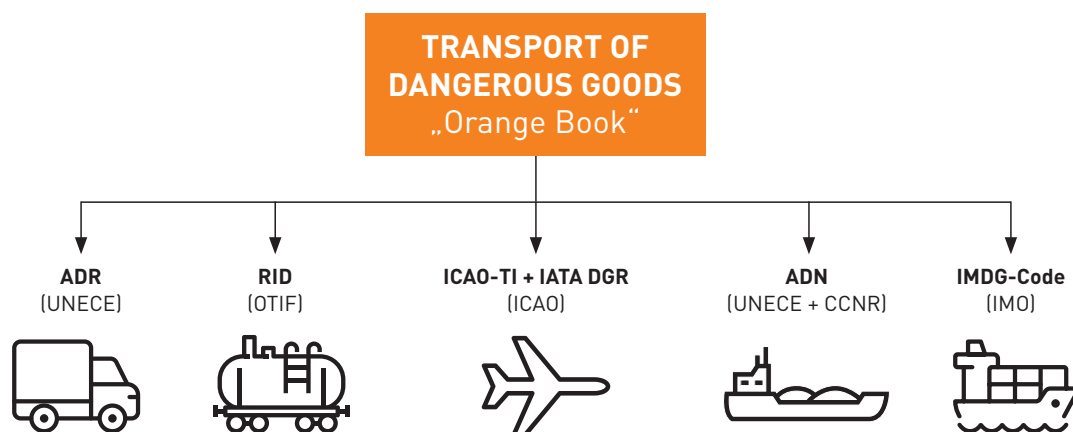 TRANSPORT OF
DANGEROUS GOODS
„Orange Book“
ADR
(UNECE)
RID
(OTIF)
ICAO-TI + IATA DGR
(ICAO)
ADN
(UNECE + CCNR)
IMDG-Code
(IMO)